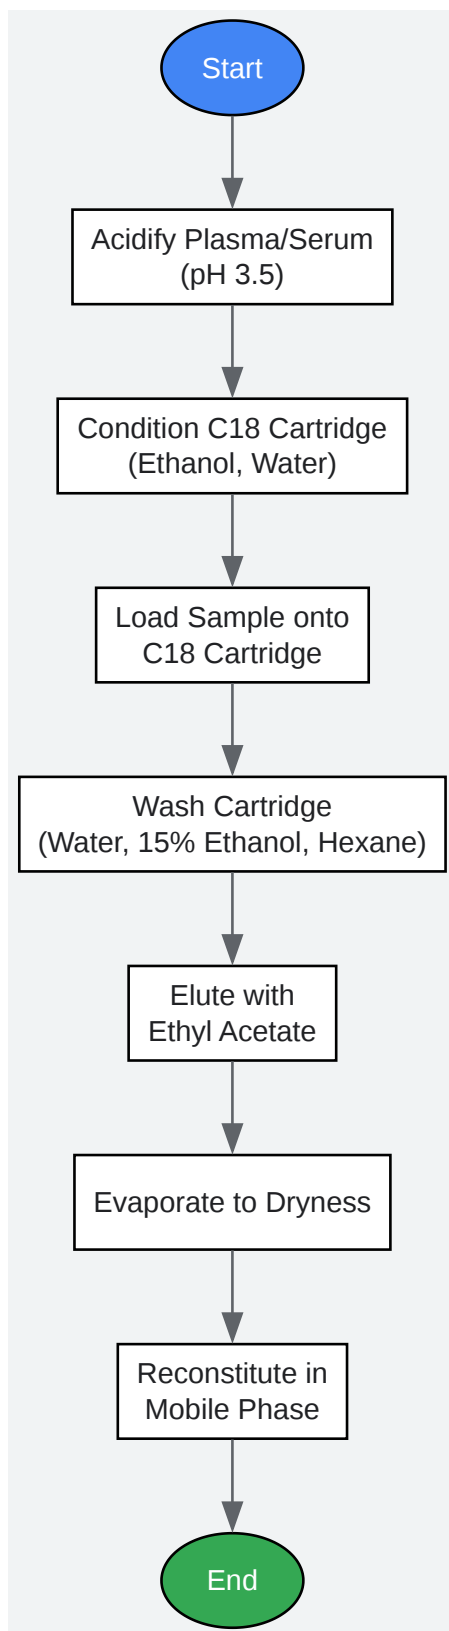 Start
Acidify Plasma/Serum
(pH 3.5)
Condition C18 Cartridge
(Ethanol, Water)
Load Sample onto
C18 Cartridge
Wash Cartridge
(Water, 15% Ethanol, Hexane)
Elute with
Ethyl Acetate
Evaporate to Dryness
Reconstitute in
Mobile Phase
End